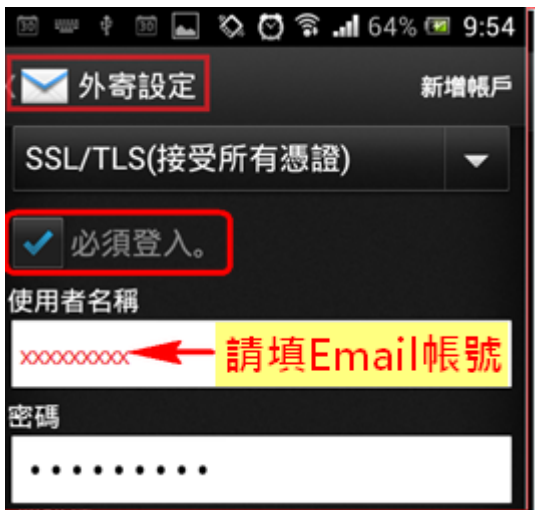 64% 9:54
外寄設定 新增帳戶
SSL/TLS(接受所有憑證)
必須登入。
使用者名稱
xxxxxxxxx 請填Email帳號
密碼
•••••••••